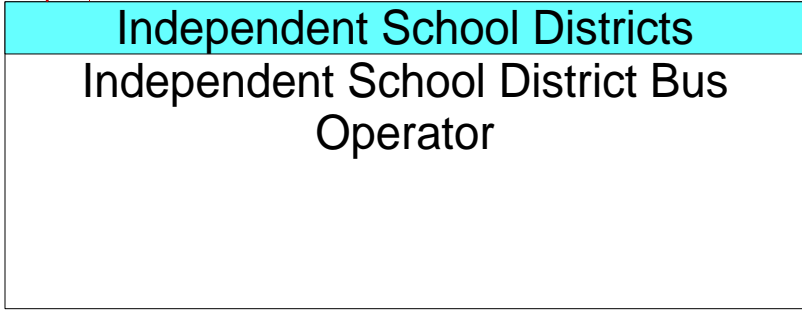 Independent School Districts
Independent School District Bus
Operator